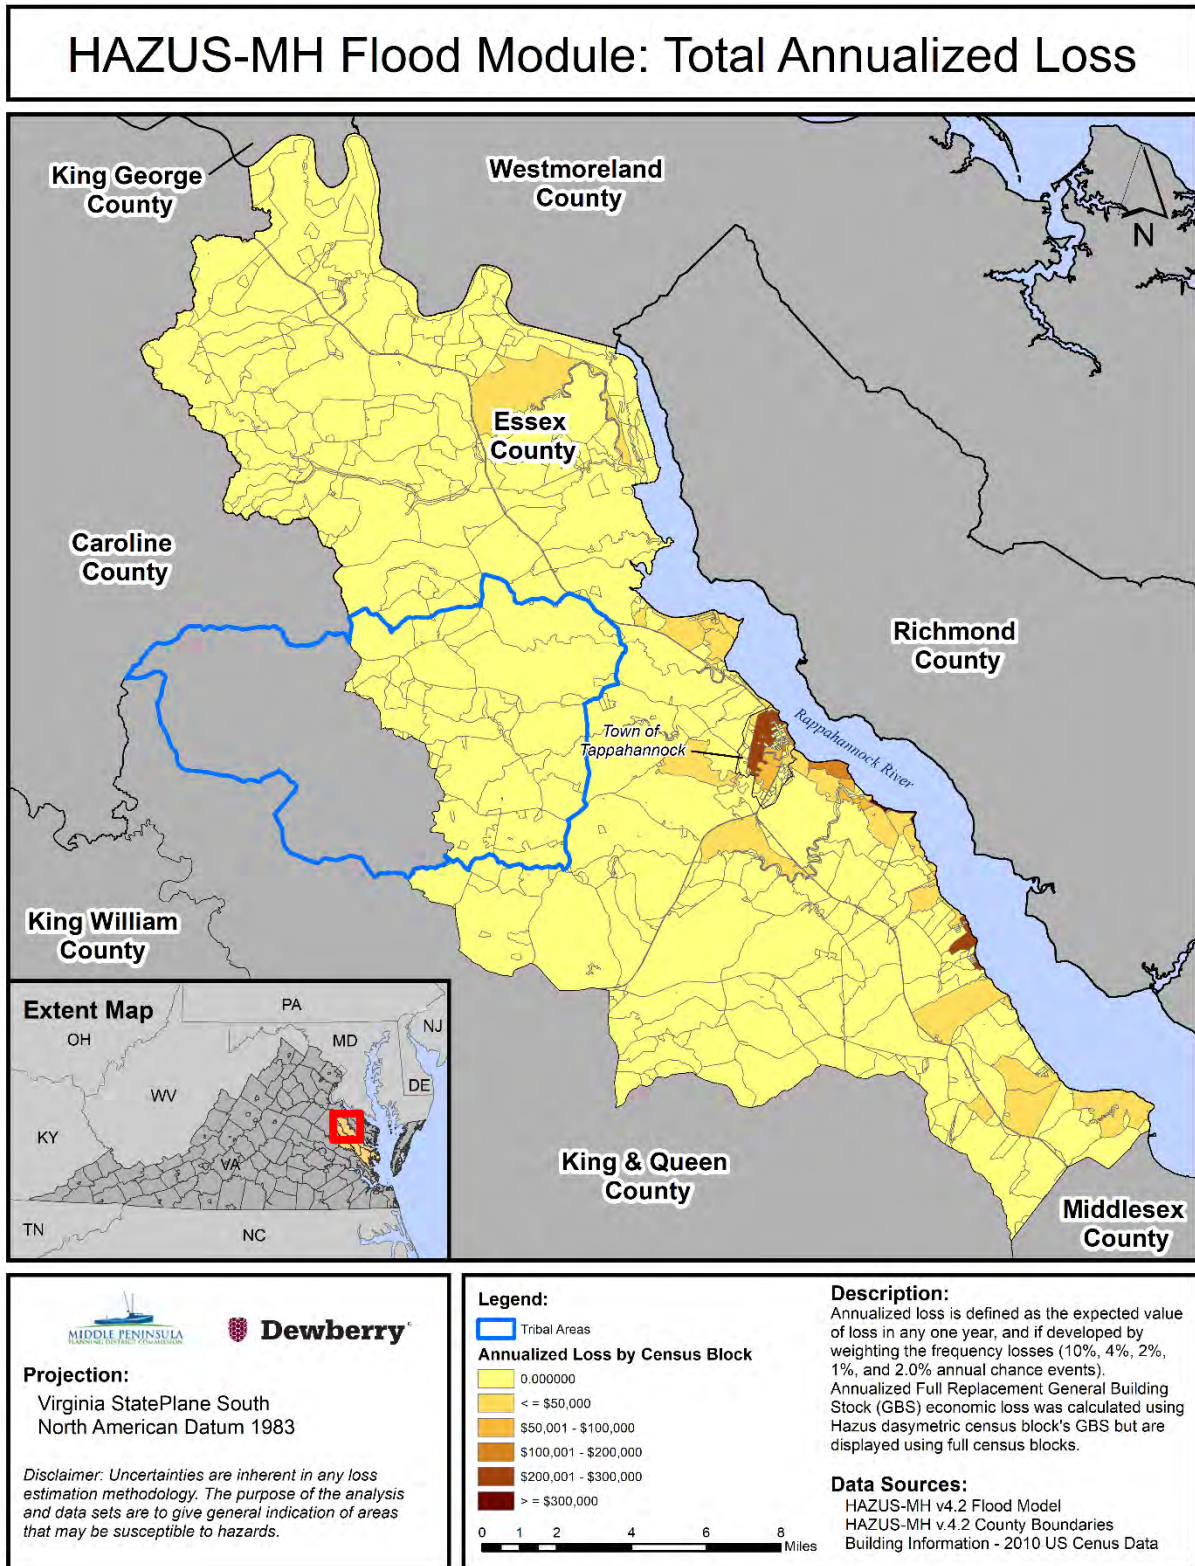 HAZUS-MH Flood Module: Total Annualized Loss
King George
County
Westmoreland
County
N
Essex
County
Caroline
County
Richmond
County
Town of
Tappahannock
Rappahannock River
King William
County
King & Queen
County
Middlesex
County
Extent Map
PA
OH
NJ
MD
DE
WV
KY
VA
TN
NC
MIDDLE PENINSULA
PLANNING DISTRICT COMMISSION
Dewberry
Projection:
Virginia StatePlane South
North American Datum 1983
Disclaimer: Uncertainties are inherent in any loss
estimation methodology. The purpose of the analysis
and data sets are to give general indication of areas
that may be susceptible to hazards.
Legend:
Tribal Areas
Annualized Loss by Census Block
0.000000
< = $50,000
$50,001 - $100,000
$100,001 - $200,000
$200,001 - $300,000
> = $300,000
0 1 2 4 6 8
Miles
Description:
Annualized loss is defined as the expected value
of loss in any one year, and if developed by
weighting the frequency losses (10%, 4%, 2%,
1%, and 2.0% annual chance events).
Annualized Full Replacement General Building
Stock (GBS) economic loss was calculated using
Hazus dasymetric census block's GBS but are
displayed using full census blocks.
Data Sources:
HAZUS-MH v4.2 Flood Model
HAZUS-MH v.4.2 County Boundaries
Building Information - 2010 US Cenus Data